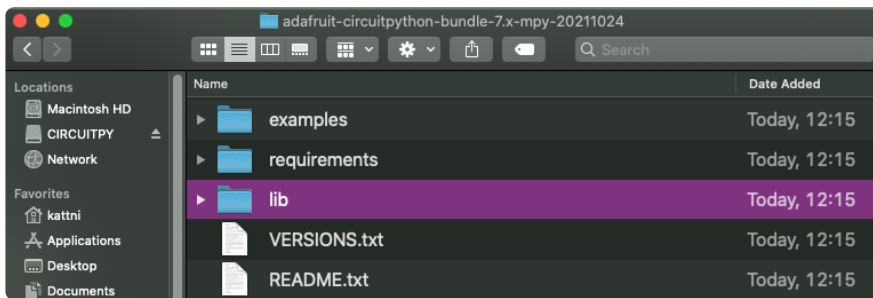 adafruit-circuitpython-bundle-7.x-mpy-20211024
Search
Locations
Macintosh HD
CIRCUITPY
Network
Favorites
kattni
Applications
Desktop
Documents
Name
Date Added
examples
Today, 12:15
requirements
Today, 12:15
lib
Today, 12:15
VERSIONS.txt
Today, 12:15
README.txt
Today, 12:15